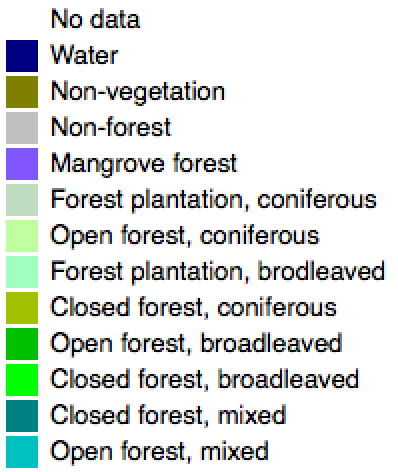 No data
Water
Non-vegetation
Non-forest
Mangrove forest
Forest plantation, coniferous
Open forest, coniferous
Forest plantation, brodleaved
Closed forest, coniferous
Open forest, broadleaved
Closed forest, broadleaved
Closed forest, mixed
Open forest, mixed